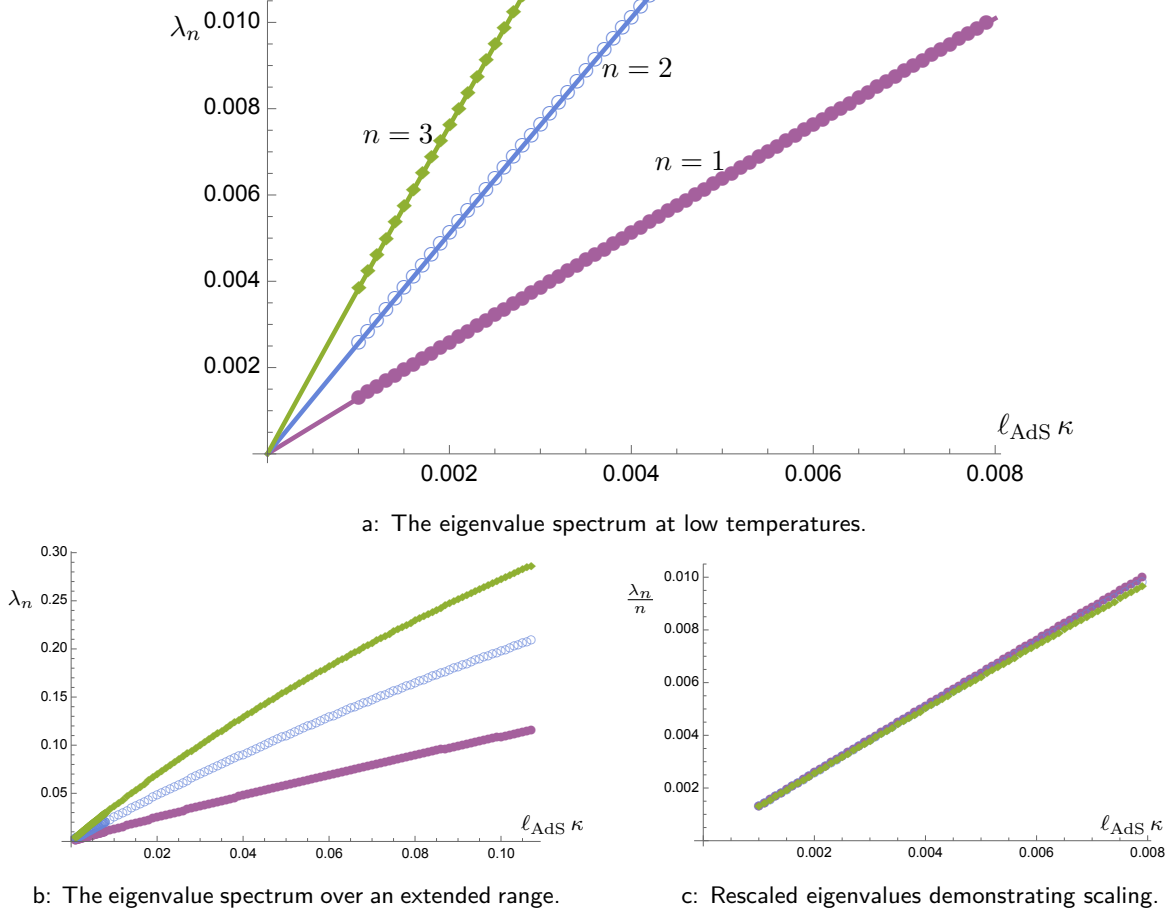 λₙ
0.010
0.008
0.006
0.004
0.002
n = 3
n = 2
n = 1
ℓ_AdS κ
0.002 0.004 0.006 0.008
a: The eigenvalue spectrum at low temperatures.
λₙ
0.30
0.25
0.20
0.15
0.10
0.05
0.02 0.04 0.06 0.08 0.10
ℓ_AdS κ
b: The eigenvalue spectrum over an extended range.
λₙ/n
0.010
0.008
0.006
0.004
0.002
0.002 0.004 0.006 0.008
ℓ_AdS κ
c: Rescaled eigenvalues demonstrating scaling.